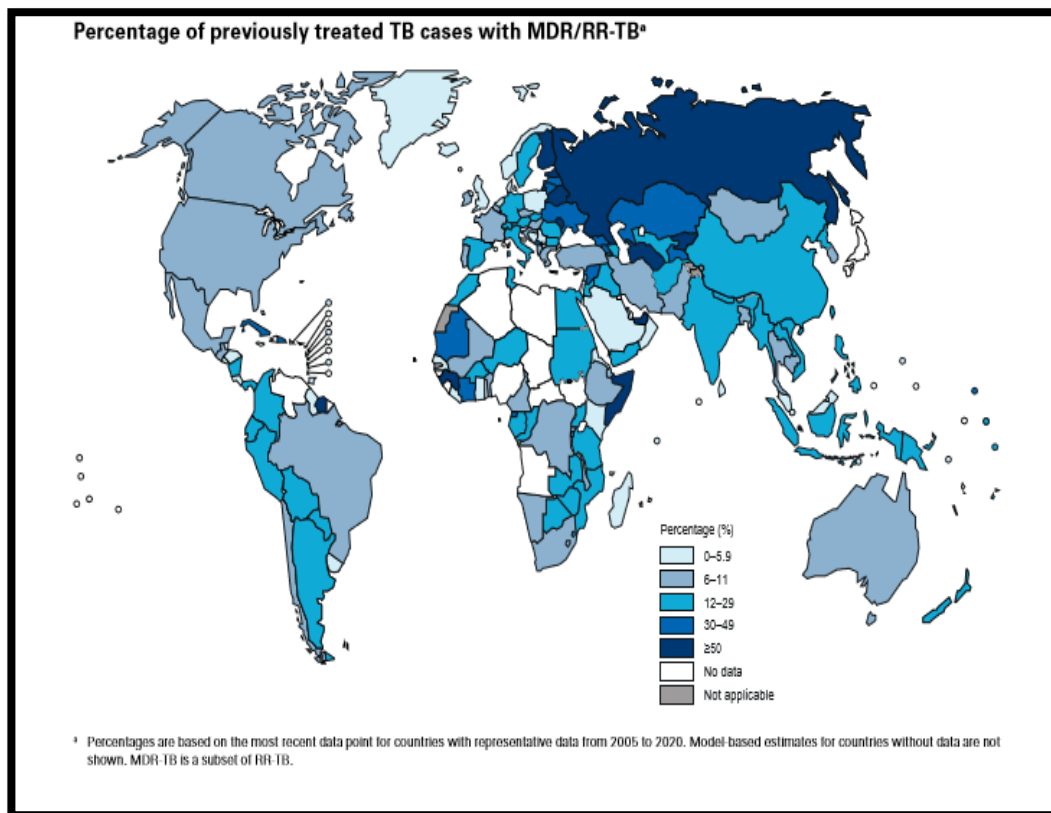 Percentage of previously treated TB cases with MDR/RR-TBª
Percentage (%)
0–5.9
6–11
12–29
30–49
≥50
No data
Not applicable
ª Percentages are based on the most recent data point for countries with representative data from 2005 to 2020. Model-based estimates for countries without data are not
shown. MDR-TB is a subset of RR-TB.